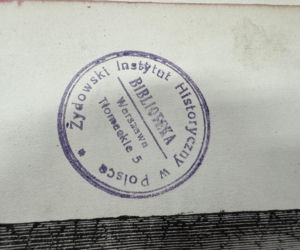 Żydowski Instytut Historyczny w Polsce
BIBLIOTEKA
Warszawa
Tłomackie 5